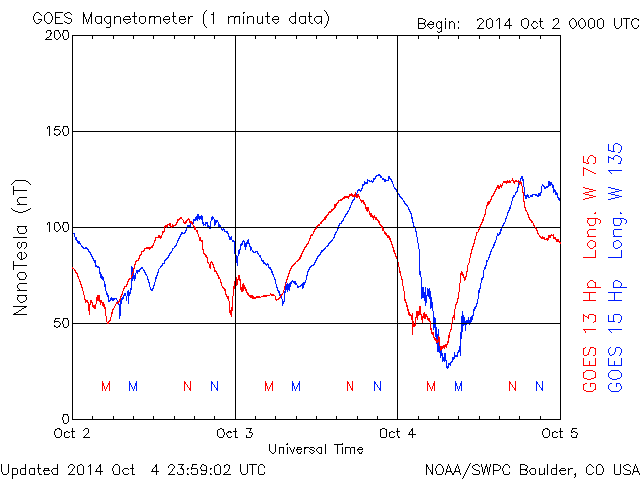 GOES Magnetometer (1 minute data)
Begin: 2014 Oct 2 0000 UTC
200
150
100
50
0
NanoTesla (nT)
M M N N M M N N M M N N
Oct 2 Oct 3 Oct 4 Oct 5
Universal Time
GOES 13 Hp Long. W 75
GOES 15 Hp Long. W 135
Updated 2014 Oct 4 23:59:02 UTC
NOAA/SWPC Boulder, CO USA